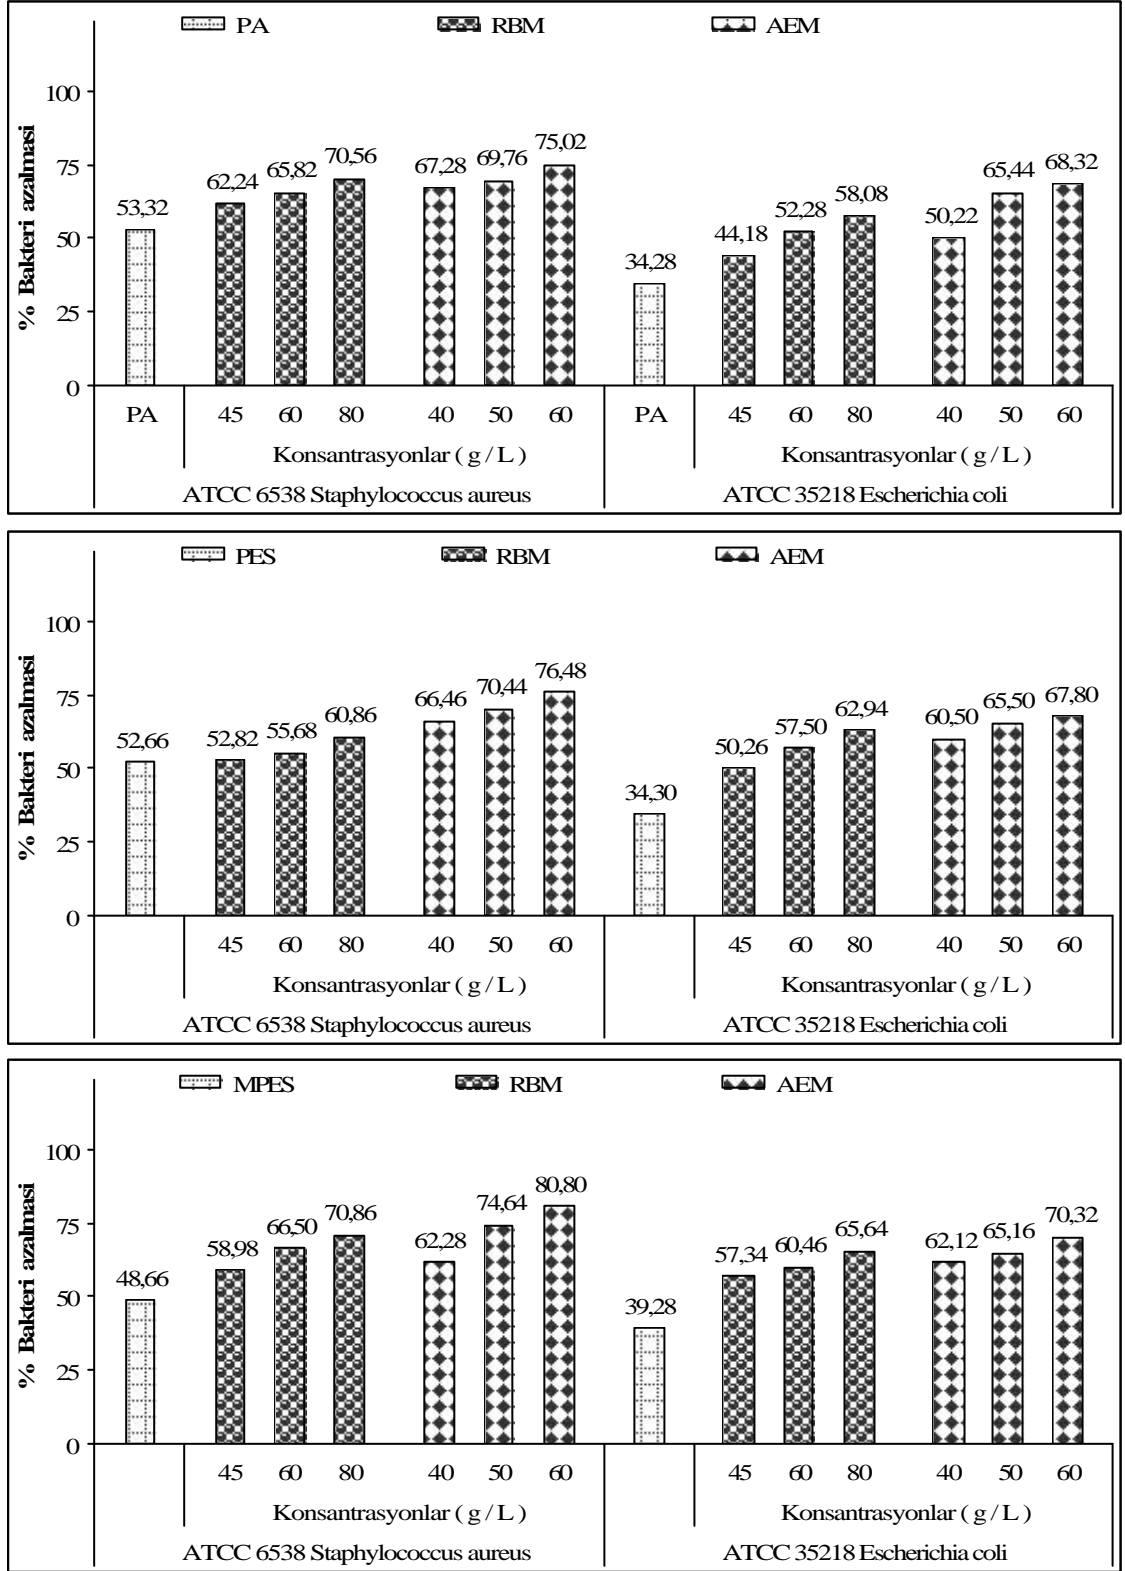 PA RBM AEM
% Bakteri azalmasi
100
75
50
25
0
53,32 62,24 65,82 70,56 67,28 69,76 75,02 34,28 44,18 52,28 58,08 50,22 65,44 68,32
PA 45 60 80 40 50 60 PA 45 60 80 40 50 60
Konsantrasyonlar ( g / L ) Konsantrasyonlar ( g / L )
ATCC 6538 Staphylococcus aureus ATCC 35218 Escherichia coli
PES RBM AEM
% Bakteri azalmasi
100
75
50
25
0
52,66 52,82 55,68 60,86 66,46 70,44 76,48 34,30 50,26 57,50 62,94 60,50 65,50 67,80
45 60 80 40 50 60 45 60 80 40 50 60
Konsantrasyonlar ( g / L ) Konsantrasyonlar ( g / L )
ATCC 6538 Staphylococcus aureus ATCC 35218 Escherichia coli
MPES RBM AEM
% Bakteri azalmasi
100
75
50
25
0
48,66 58,98 66,50 70,86 62,28 74,64 80,80 39,28 57,34 60,46 65,64 62,12 65,16 70,32
45 60 80 40 50 60 45 60 80 40 50 60
Konsantrasyonlar ( g / L ) Konsantrasyonlar ( g / L )
ATCC 6538 Staphylococcus aureus ATCC 35218 Escherichia coli